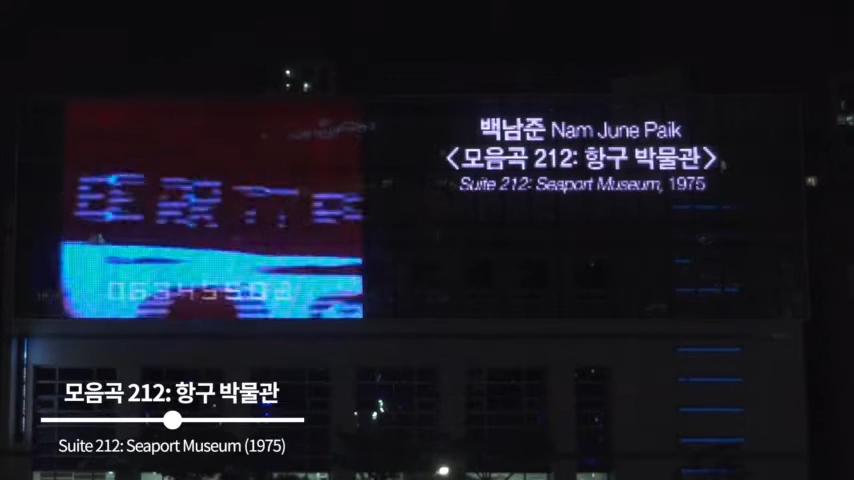 백남준 Nam June Paik
<모음곡 212: 항구 박물관>
Suite 212: Seaport Museum, 1975
모음곡 212: 항구 박물관
Suite 212: Seaport Museum (1975)